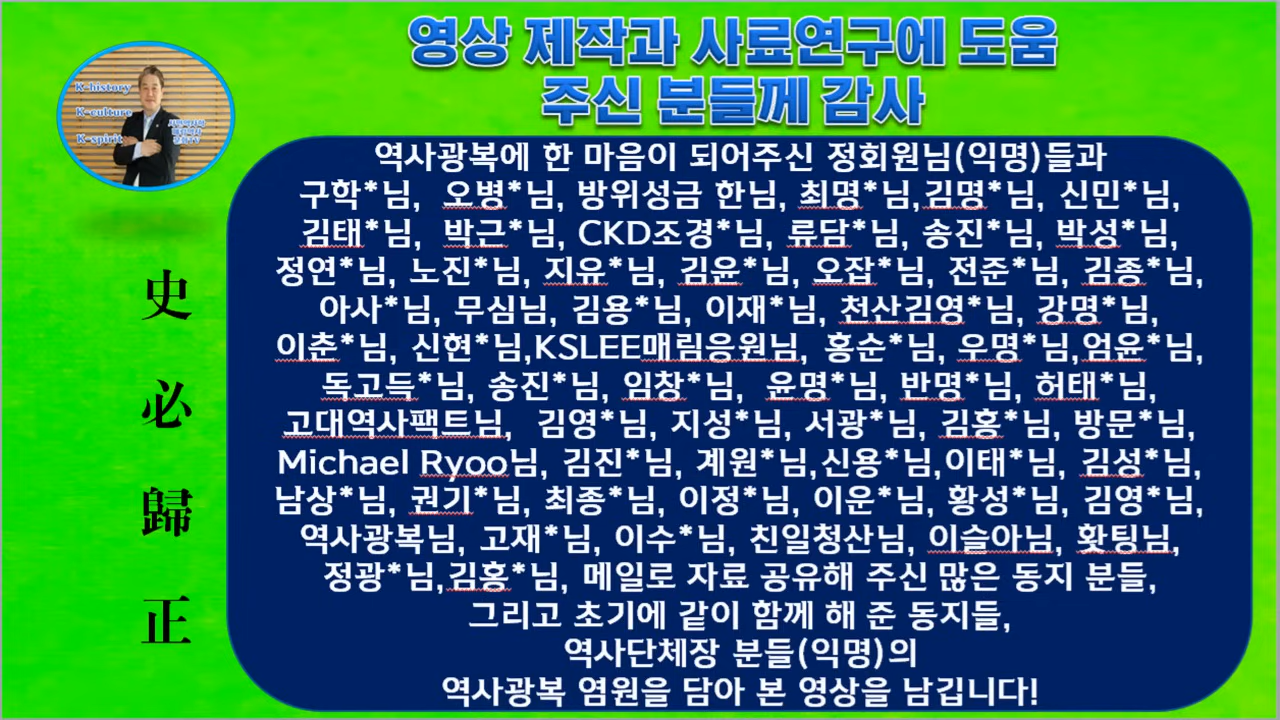 영상 제작과 사료연구에 도움
주신 분들께 감사
K-history
K-culture
K-spirit
역사광복에 한 마음이 되어주신 정회원님(익명)들과
구학*님, 오병*님, 방위성금 한님, 최명*님,김명*님, 신민*님,
김태*님, 박근*님, CKD조경*님, 류담*님, 송진*님, 박성*님,
정연*님, 노진*님, 지유*님, 김윤*님, 오잡*님, 전준*님, 김종*님,
아사*님, 무심님, 김용*님, 이재*님, 천산김영*님, 강명*님,
이춘*님, 신현*님,KSLEE매림응원님, 홍순*님, 우명*님,엄윤*님,
독고득*님, 송진*님, 임창*님, 윤명*님, 반명*님, 허태*님,
고대역사팩트님, 김영*님, 지성*님, 서광*님, 김홍*님, 방문*님,
Michael Ryoo님, 김진*님, 계원*님,신용*님,이태*님, 김성*님,
남상*님, 권기*님, 최종*님, 이정*님, 이운*님, 황성*님, 김영*님,
역사광복님, 고재*님, 이수*님, 친일청산님, 이슬아님, 홧팅님,
정광*님,김홍*님, 메일로 자료 공유해 주신 많은 동지 분들,
그리고 초기에 같이 함께 해 준 동지들,
역사단체장 분들(익명)의
역사광복 염원을 담아 본 영상을 남깁니다!
史
必
歸
正